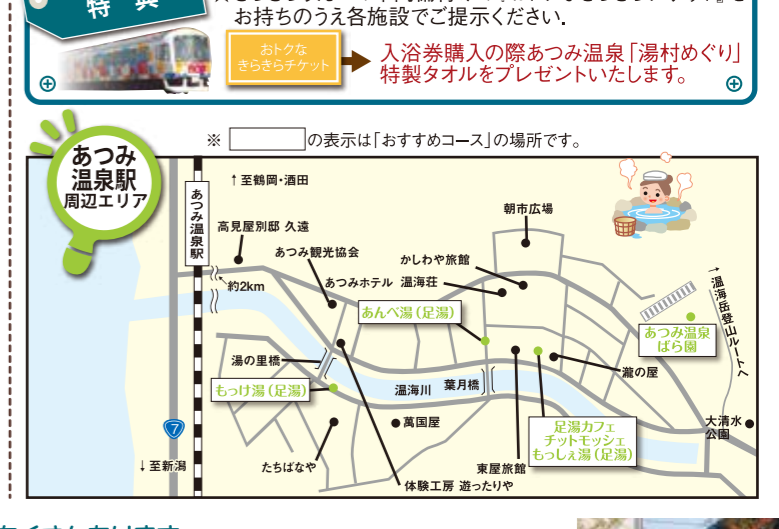 特典
お持ちのうえ各施設でご提示ください.
おトクな
きらきらチケット
入浴券購入の際あつみ温泉「湯村めぐり」
特製タオルをプレゼントいたします。
※ の表示は「おすすめコース」の場所です。
あつみ
温泉駅
周辺エリア
↑至鶴岡・酒田
あつみ温泉駅
朝市広場
高見屋別邸 久遠
あつみ観光協会
かしわや旅館
約2km
あつみホテル 温海荘
→温海岳登山ルートへ
あんべ湯(足湯)
あつみ温泉
ばら園
湯の里橋
瀧の屋
もっけ湯(足湯)
温海川
葉月橋
7
萬国屋
足湯カフェ
チットモッシェ
もっしぇ湯(足湯)
大清水
公園
↓至新潟
たちばなや
東屋旅館
体験工房 遊ったりや